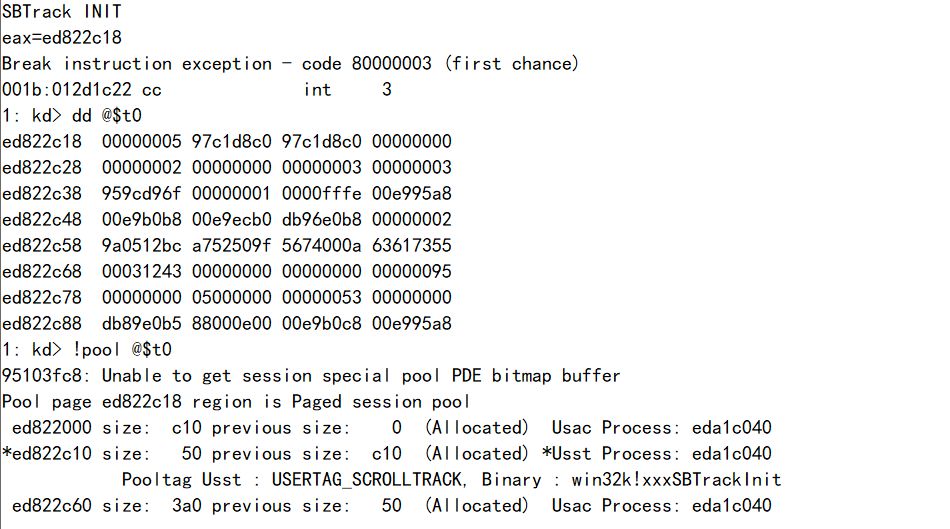 SBTrack INIT
eax=ed822c18
Break instruction exception - code 80000003 (first chance)
001b:012d1c22 cc              int     3
1: kd> dd @$t0
ed822c18  00000005 97c1d8c0 97c1d8c0 00000000
ed822c28  00000002 00000000 00000003 00000003
ed822c38  959cd96f 00000001 0000fffe 00e995a8
ed822c48  00e9b0b8 00e9ecb0 db96e0b8 00000002
ed822c58  9a0512bc a752509f 5674000a 63617355
ed822c68  00031243 00000000 00000000 00000095
ed822c78  00000000 05000000 00000053 00000000
ed822c88  db89e0b5 88000e00 00e9b0c8 00e995a8
1: kd> !pool @$t0
95103fc8: Unable to get session special pool PDE bitmap buffer
Pool page ed822c18 region is Paged session pool
 ed822000 size:  c10 previous size:    0  (Allocated)  Usac Process: eda1c040
*ed822c10 size:   50 previous size:  c10  (Allocated) *Usst Process: eda1c040
            Pooltag Usst : USERTAG_SCROLLTRACK, Binary : win32k!xxxSBTrackInit
 ed822c60 size:  3a0 previous size:   50  (Allocated)  Usac Process: eda1c040